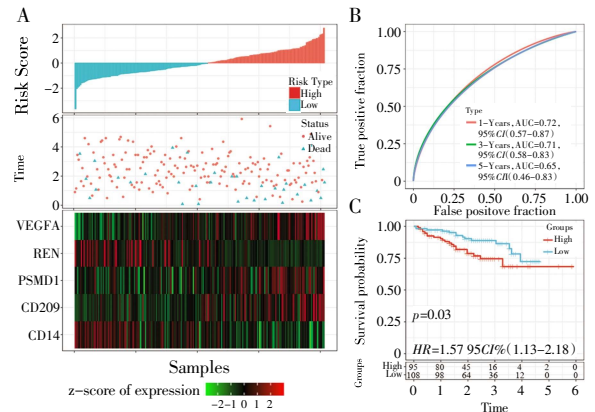 A
Risk Score
2
0
−2
Risk Type
High
Low
Time
6
4
2
0
Status
Alive
Dead
VEGFA
REN
PSMD1
CD209
CD14
Samples
z-score of expression
−2−1 0 1 2
B
True positive fraction
1.00
0.75
0.50
0.25
0
Type
1-Years, AUC=0.72,
95%CI(0.57-0.87)
3-Years, AUC=0.71,
95%CI(0.58-0.83)
5-Years, AUC=0.65,
95%CI(0.46-0.83)
0 0.25 0.50 0.75 1.00
False positove fraction
C
Survival probability
1.00
0.75
0.50
0.25
0
Groups
High
Low
p=0.03
HR=1.57 95CI%(1.13-2.18)
Groups
High 95 80 45 16 4 2 0
Low 108 98 64 36 12 0 0
0 1 2 3 4 5 6
Time